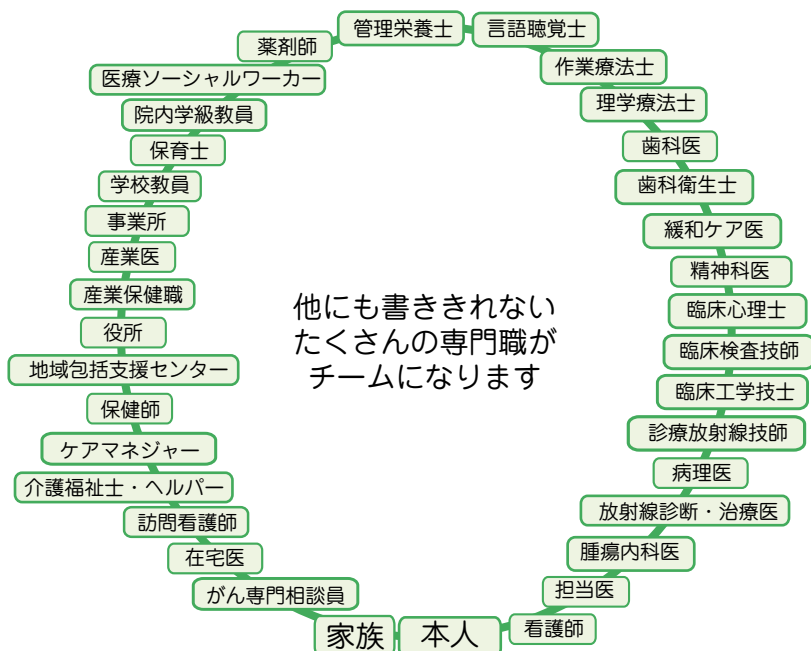 管理栄養士
言語聴覚士
作業療法士
理学療法士
歯科医
歯科衛生士
緩和ケア医
精神科医
臨床心理士
臨床検査技師
臨床工学技士
診療放射線技師
病理医
放射線診断・治療医
腫瘍内科医
担当医
看護師
本人
家族
がん専門相談員
在宅医
訪問看護師
介護福祉士・ヘルパー
ケアマネジャー
保健師
地域包括支援センター
役所
産業保健職
産業医
事業所
学校教員
保育士
院内学級教員
医療ソーシャルワーカー
薬剤師
他にも書ききれない
たくさんの専門職が
チームになります